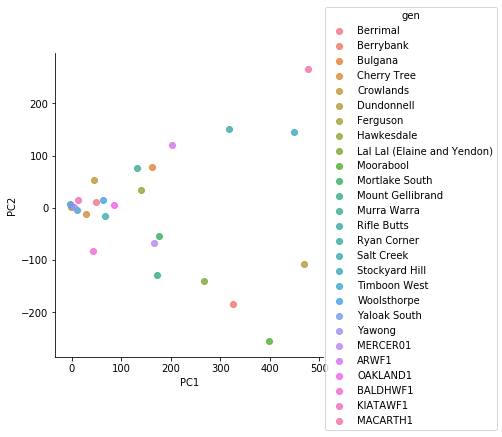 gen
Berrimal
Berrybank
Bulgana
Cherry Tree
Crowlands
Dundonnell
Ferguson
Hawkesdale
Lal Lal (Elaine and Yendon)
Moorabool
Mortlake South
Mount Gellibrand
Murra Warra
Rifle Butts
Ryan Corner
Salt Creek
Stockyard Hill
Timboon West
Woolsthorpe
Yaloak South
Yawong
MERCER01
ARWF1
OAKLAND1
BALDHWF1
KIATAWF1
MACARTH1
200
100
0
−100
−200
PC2
0
100
200
300
400
500
PC1